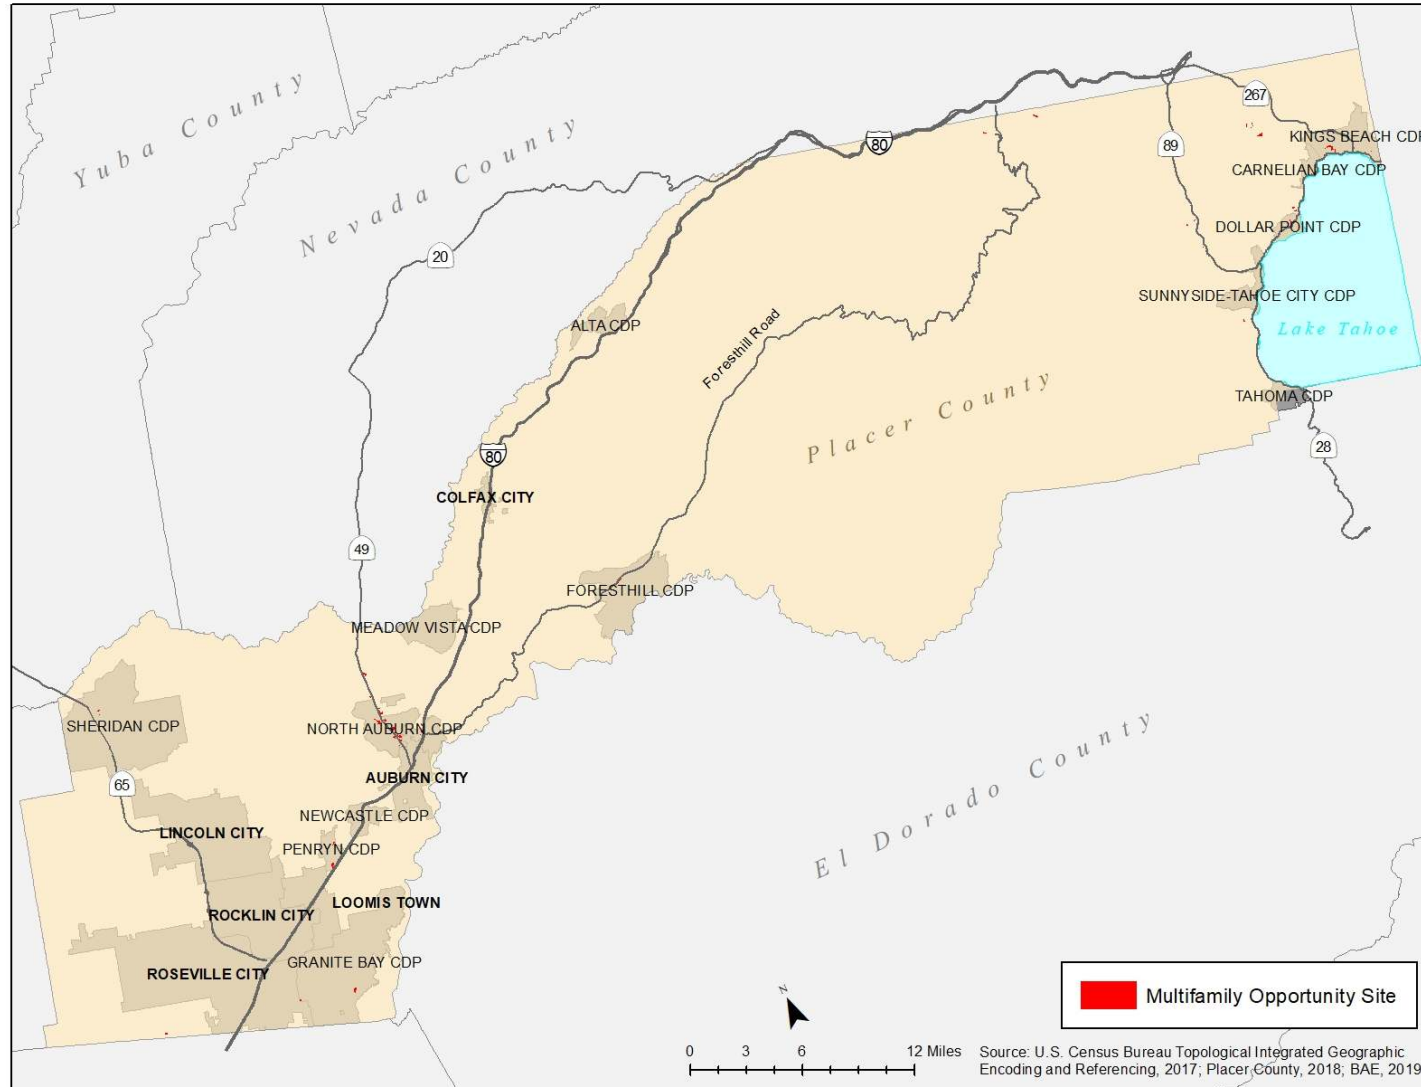 Yuba County
Nevada County
267
KINGS BEACH CDP
80
89
CARNELIAN BAY CDP
DOLLAR POINT CDP
20
SUNNYSIDE-TAHOE CITY CDP
ALTA CDP
Lake Tahoe
Foresthill Road
TAHOMA CDP
Placer County
28
80
COLFAX CITY
49
FORESTHILL CDP
MEADOW VISTA CDP
SHERIDAN CDP
NORTH AUBURN CDP
AUBURN CITY
65
NEWCASTLE CDP
LINCOLN CITY
PENRYN CDP
El Dorado County
LOOMIS TOWN
ROCKLIN CITY
GRANITE BAY CDP
ROSEVILLE CITY
N
Multifamily Opportunity Site
0 3 6 12 Miles
Source: U.S. Census Bureau Topological Integrated Geographic
Encoding and Referencing, 2017; Placer County, 2018; BAE, 2019